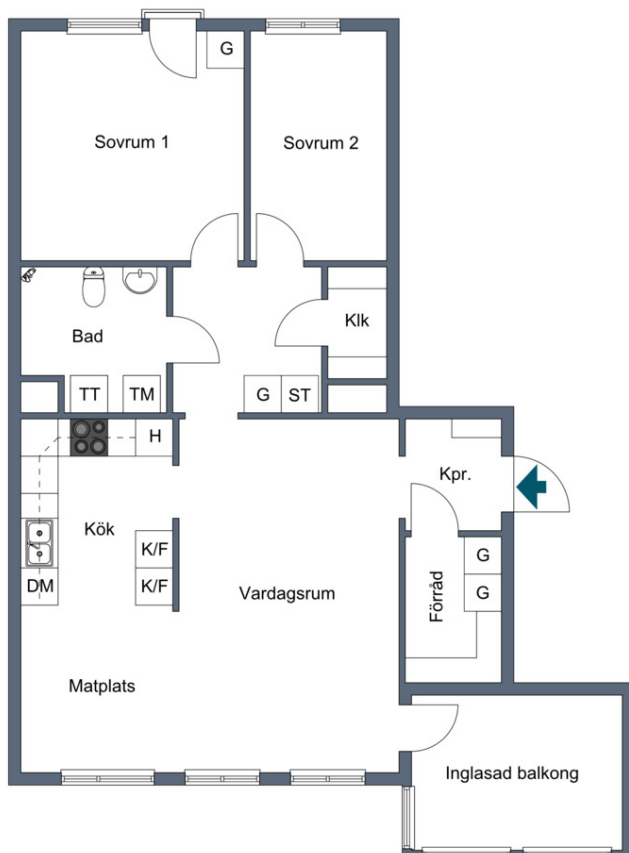 G
Sovrum 1
Sovrum 2
Bad
Klk
TT
TM
G
ST
H
Kpr.
Kök
K/F
K/F
DM
G
G
Förråd
Vardagsrum
Matplats
Inglasad balkong